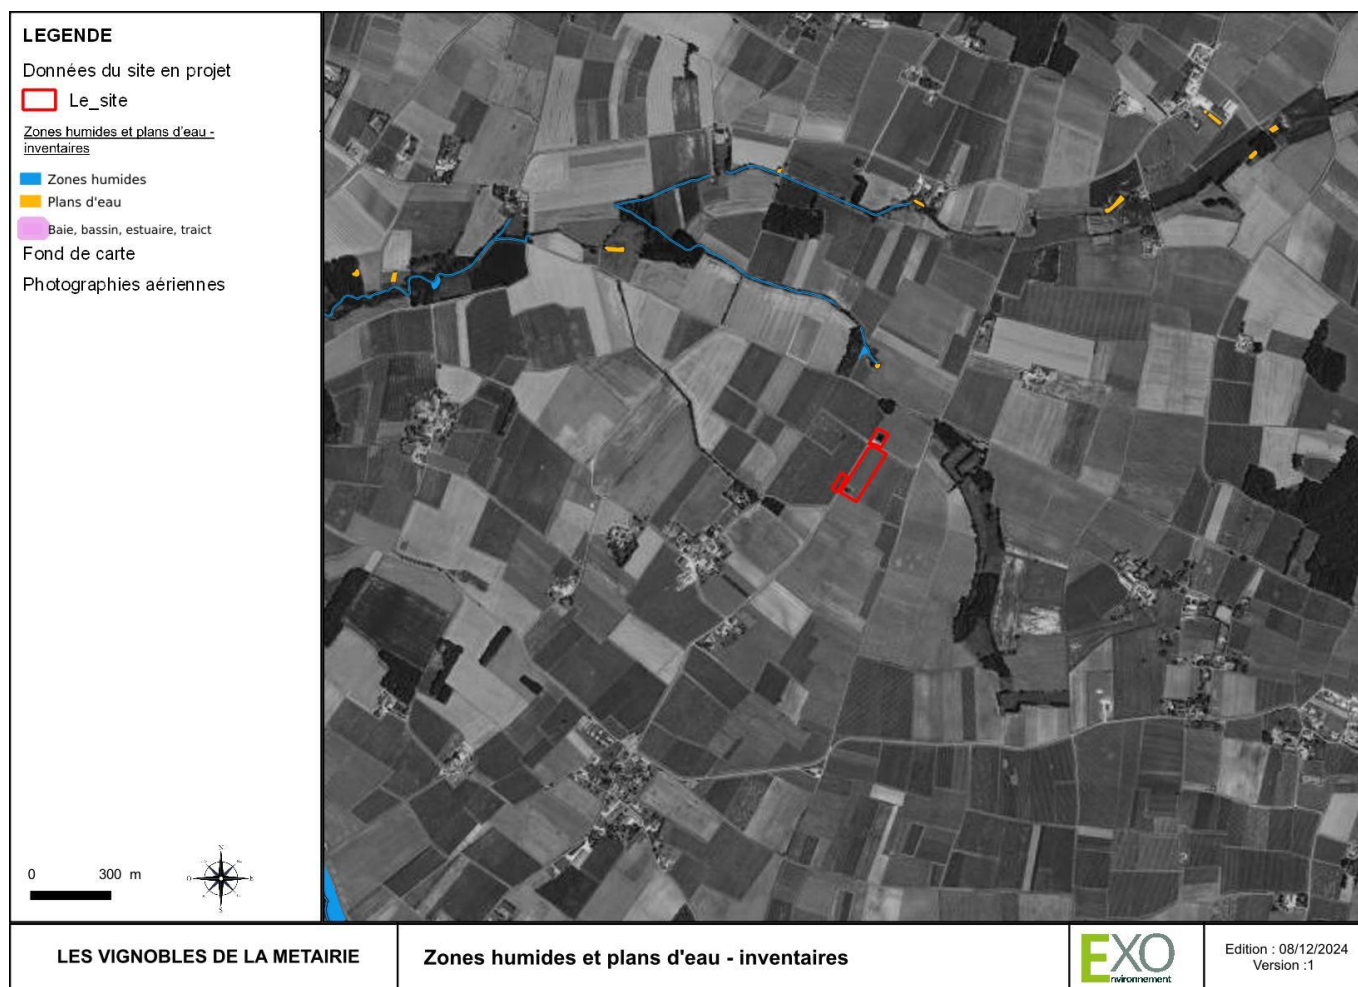 LEGENDE
Données du site en projet
Le_site
Zones humides et plans d'eau -
inventaires
Zones humides
Plans d'eau
Baie, bassin, estuaire, traict
Fond de carte
Photographies aériennes
0 300 m
N
O E
S
LES VIGNOBLES DE LA METAIRIE
Zones humides et plans d'eau - inventaires
EXO
nvironnement
Edition : 08/12/2024
Version :1